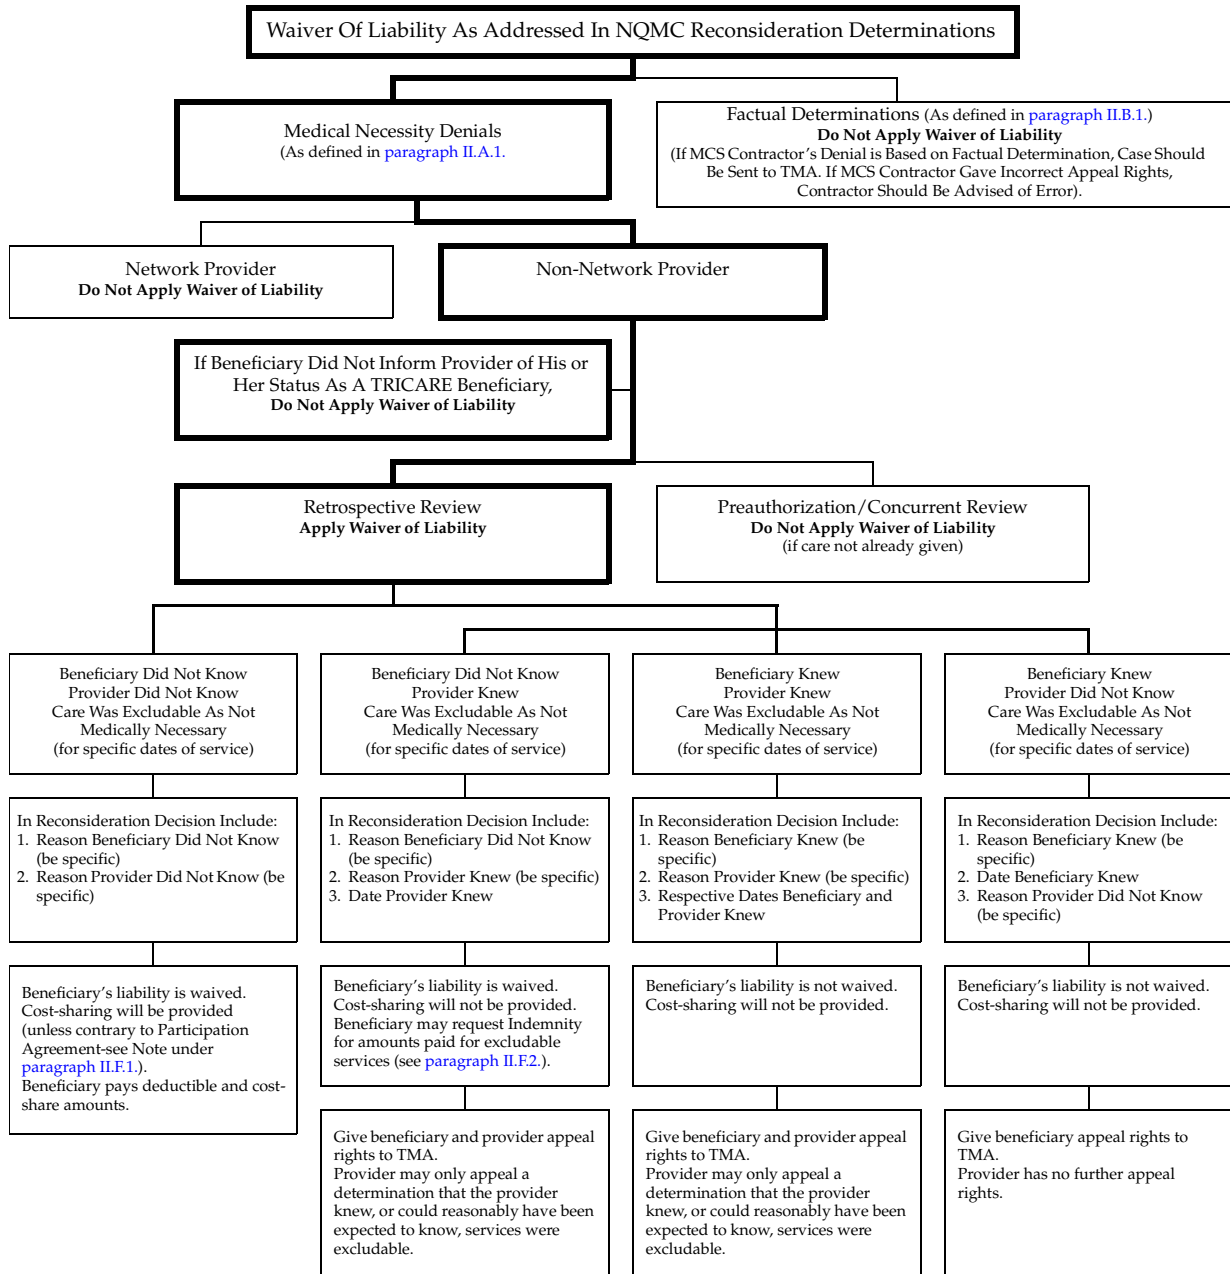 Waiver Of Liability As Addressed In NQMC Reconsideration Determinations
Medical Necessity Denials
(As defined in paragraph II.A.1.
Factual Determinations (As defined in paragraph II.B.1.)
Do Not Apply Waiver of Liability
(If MCS Contractor's Denial is Based on Factual Determination, Case Should
Be Sent to TMA. If MCS Contractor Gave Incorrect Appeal Rights,
Contractor Should Be Advised of Error).
Network Provider
Do Not Apply Waiver of Liability
Non-Network Provider
If Beneficiary Did Not Inform Provider of His or
Her Status As A TRICARE Beneficiary,
Do Not Apply Waiver of Liability
Retrospective Review
Apply Waiver of Liability
Preauthorization/Concurrent Review
Do Not Apply Waiver of Liability
(if care not already given)
Beneficiary Did Not Know
Provider Did Not Know
Care Was Excludable As Not
Medically Necessary
(for specific dates of service)
Beneficiary Did Not Know
Provider Knew
Care Was Excludable As Not
Medically Necessary
(for specific dates of service)
Beneficiary Knew
Provider Knew
Care Was Excludable As Not
Medically Necessary
(for specific dates of service)
Beneficiary Knew
Provider Did Not Know
Care Was Excludable As Not
Medically Necessary
(for specific dates of service)
In Reconsideration Decision Include:
1. Reason Beneficiary Did Not Know
(be specific)
2. Reason Provider Did Not Know (be
specific)
In Reconsideration Decision Include:
1. Reason Beneficiary Did Not Know
(be specific)
2. Reason Provider Knew (be specific)
3. Date Provider Knew
In Reconsideration Decision Include:
1. Reason Beneficiary Knew (be
specific)
2. Reason Provider Knew (be specific)
3. Respective Dates Beneficiary and
Provider Knew
In Reconsideration Decision Include:
1. Reason Beneficiary Knew (be
specific)
2. Date Beneficiary Knew
3. Reason Provider Did Not Know
(be specific)
Beneficiary's liability is waived.
Cost-sharing will be provided
(unless contrary to Participation
Agreement-see Note under
paragraph II.F.1.).
Beneficiary pays deductible and cost-
share amounts.
Beneficiary's liability is waived.
Cost-sharing will not be provided.
Beneficiary may request Indemnity
for amounts paid for excludable
services (see paragraph II.F.2.).
Beneficiary's liability is not waived.
Cost-sharing will not be provided.
Beneficiary's liability is not waived.
Cost-sharing will not be provided.
Give beneficiary and provider appeal
rights to TMA.
Provider may only appeal a
determination that the provider
knew, or could reasonably have been
expected to know, services were
excludable.
Give beneficiary and provider appeal
rights to TMA.
Provider may only appeal a
determination that the provider
knew, or could reasonably have been
expected to know, services were
excludable.
Give beneficiary appeal rights to
TMA.
Provider has no further appeal
rights.